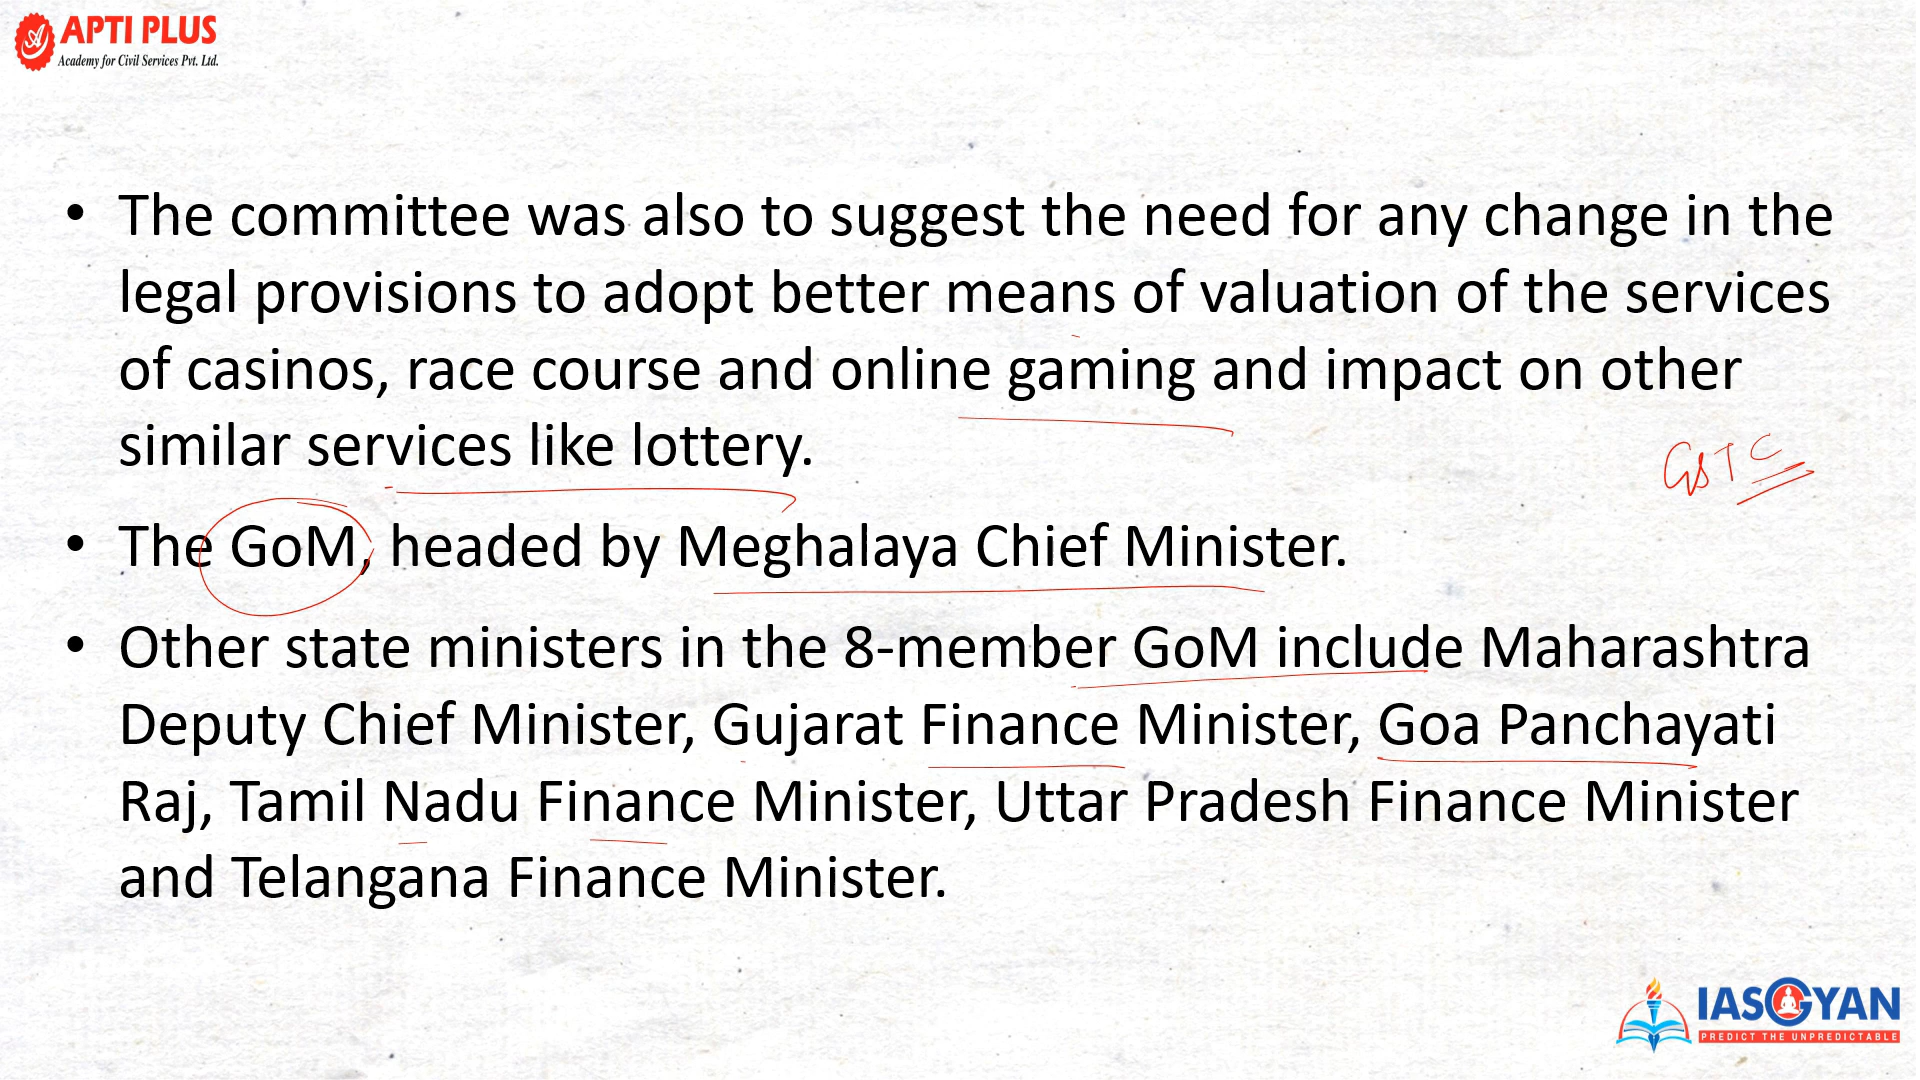 APTI PLUS
Academy for Civil Services Pvt. Ltd.
• The committee was also to suggest the need for any change in the
legal provisions to adopt better means of valuation of the services
of casinos, race course and online gaming and impact on other
similar services like lottery.
GSTC
• The GoM, headed by Meghalaya Chief Minister.
• Other state ministers in the 8-member GoM include Maharashtra
Deputy Chief Minister, Gujarat Finance Minister, Goa Panchayati
Raj, Tamil Nadu Finance Minister, Uttar Pradesh Finance Minister
and Telangana Finance Minister.
IASGYAN
PREDICT THE UNPREDICTABLE